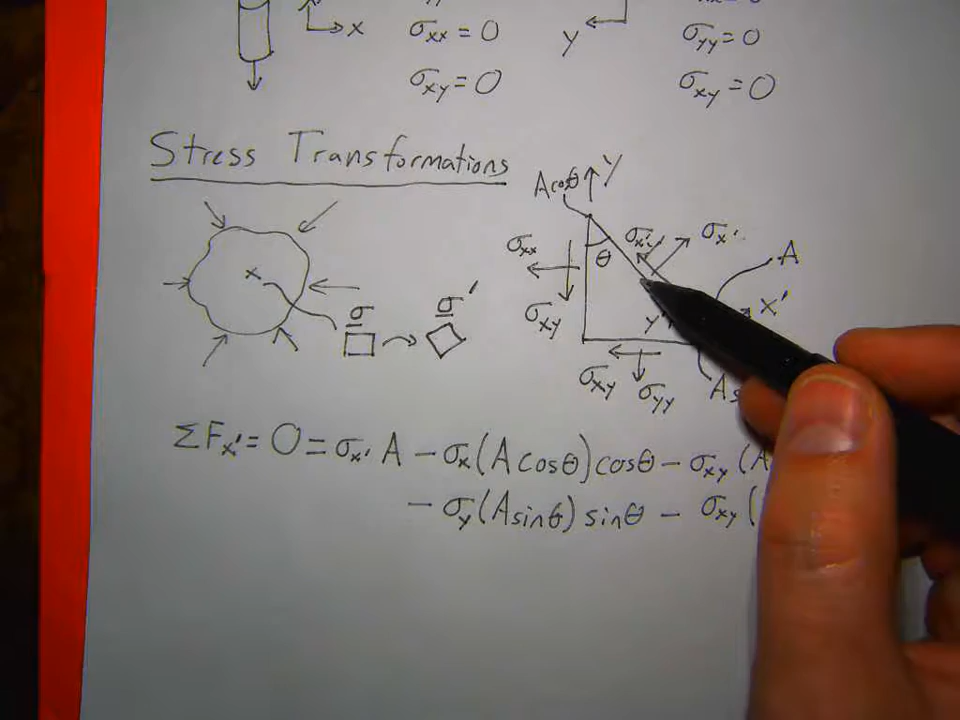 x σxx = 0 y σyy = 0
σxy = 0 σxy = 0
Stress Transformations
Acosθ Y
σxx θ σx'y' σx' A
σxy y' x'
x σ σ'
σxy σyy
ΣFx' = 0 = σx' A - σx(A cosθ)cosθ - σxy (A
- σy(A sinθ) sinθ - σxy (